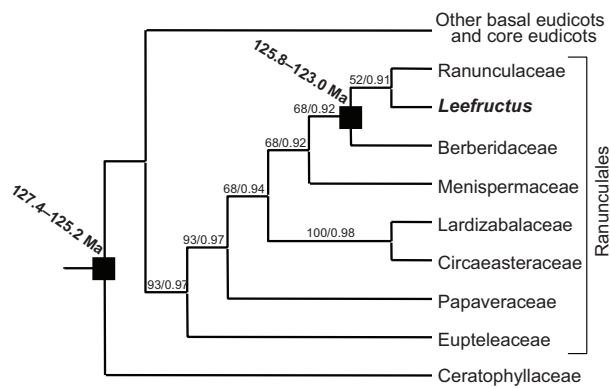 Other basal eudicots
and core eudicots
125.8–123.0 Ma
52/0.91
Ranunculaceae
Leefructus
68/0.92
Berberidaceae
68/0.92
Menispermaceae
127.4–125.2 Ma
68/0.94
Lardizabalaceae
100/0.98
Circaeasteraceae
93/0.97
93/0.97
Papaveraceae
Eupteleaceae
Ceratophyllaceae
Ranunculales